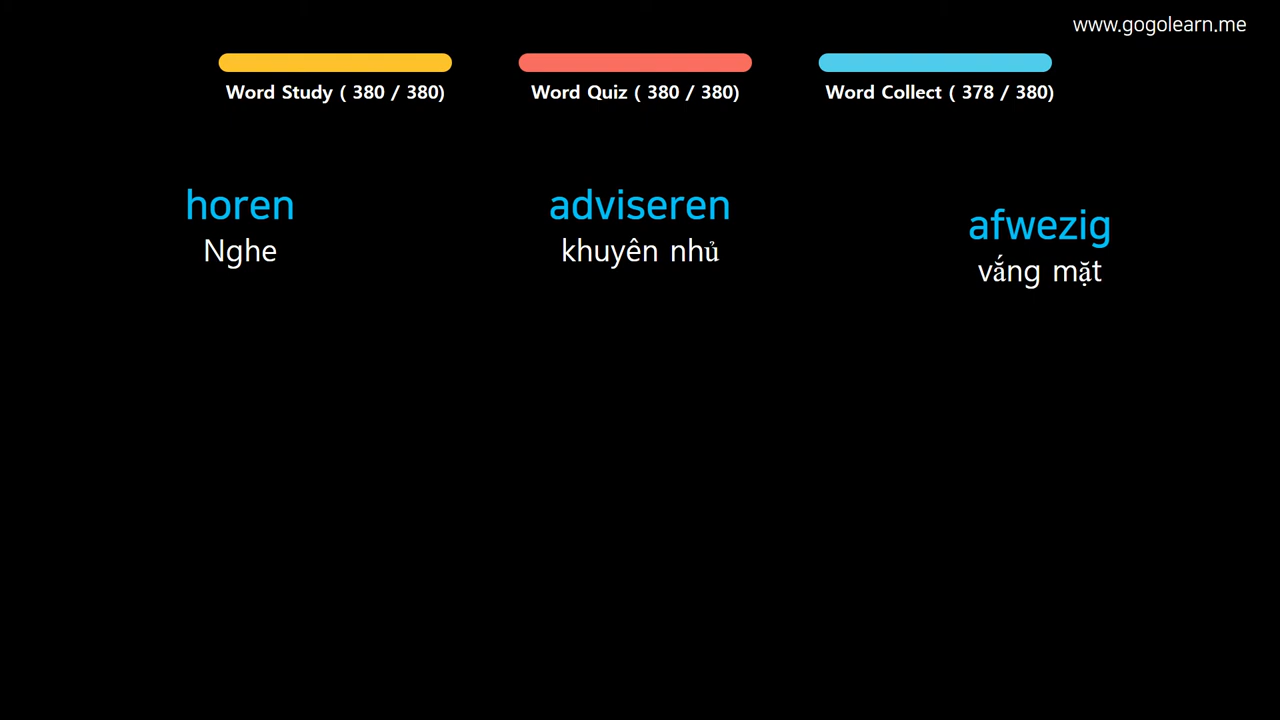 www.gogolearn.me
Word Study ( 380 / 380)
Word Quiz ( 380 / 380)
Word Collect ( 378 / 380)
horen
Nghe
adviseren
khuyên nhủ
afwezig
vắng mặt